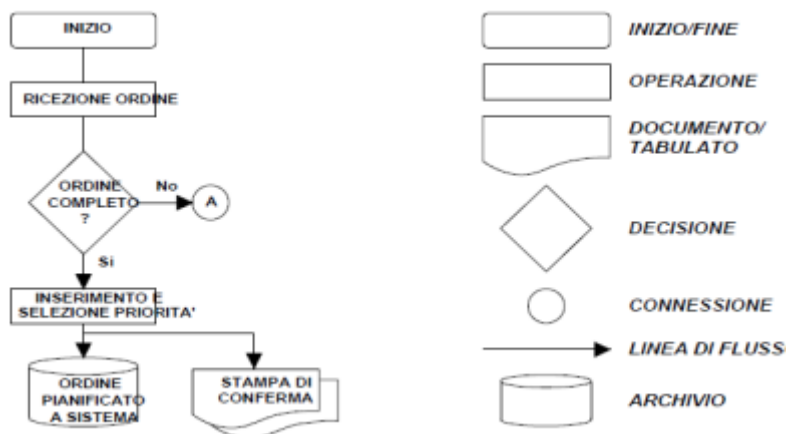 INIZIO
RICEZIONE ORDINE
ORDINE
COMPLETO
?
No
A
Si
INSERIMENTO E
SELEZIONE PRIORITA'
ORDINE
PIANIFICATO
A SISTEMA
STAMPA DI
CONFERMA
INIZIO/FINE
OPERAZIONE
DOCUMENTO/
TABULATO
DECISIONE
CONNESSIONE
LINEA DI FLUSS
ARCHIVIO